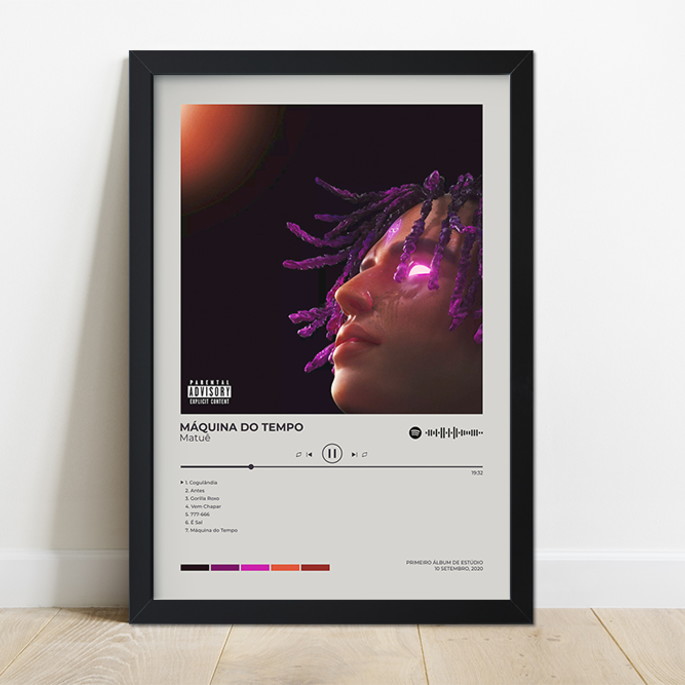 PARENTAL
ADVISORY
EXPLICIT CONTENT
MÁQUINA DO TEMPO
Matuê
19:32
1. Cogulândia
2. Antes
3. Gorilla Roxo
4. Vem Chapar
5. 777-666
6. É Sal
7. Máquina do Tempo
PRIMEIRO ÁLBUM DE ESTÚDIO
10 SETEMBRO, 2020